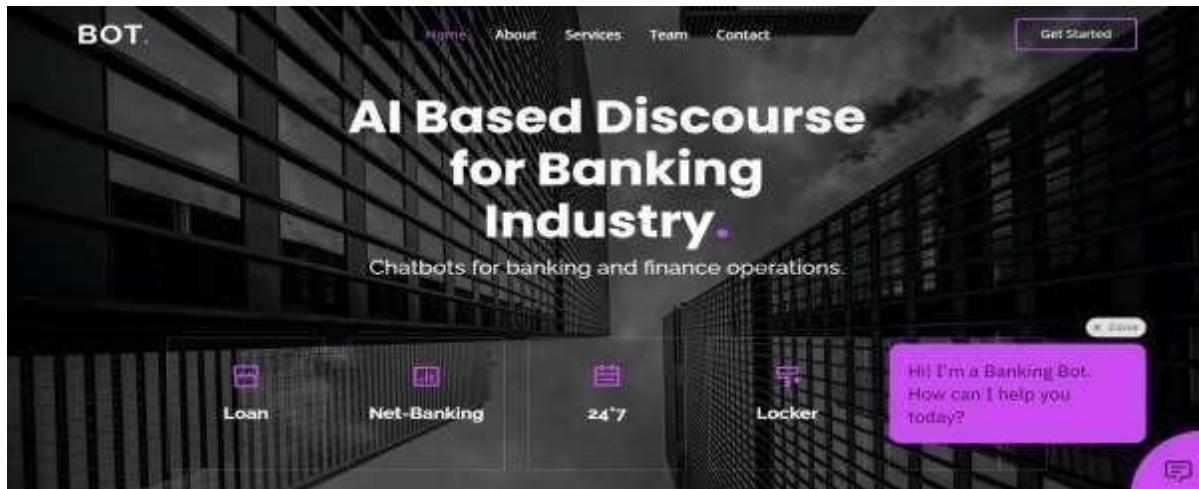 BOT.
Home About Services Team Contact
Get Started
AI Based Discourse
for Banking
Industry.
Chatbots for banking and finance operations.
Loan
Net-Banking
24*7
Locker
× Close
Hi! I'm a Banking Bot.
How can I help you
today?